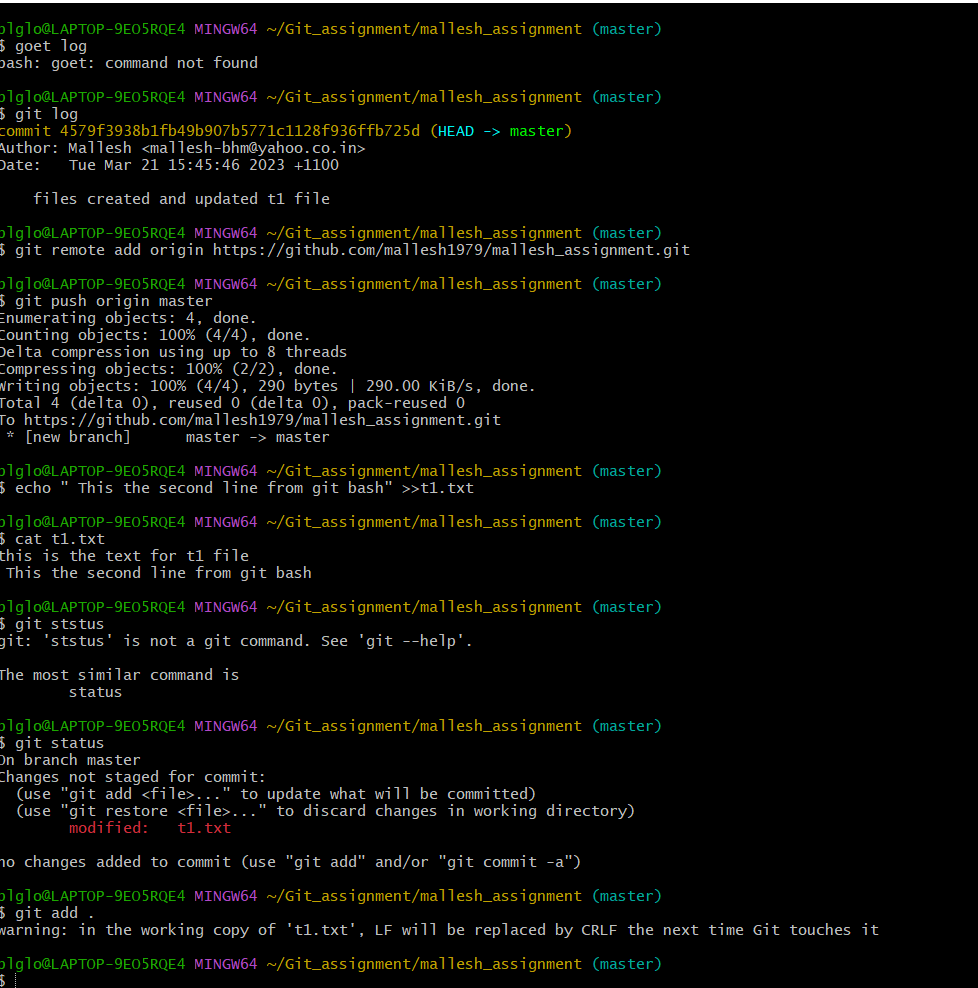 blglo@LAPTOP-9EO5RQE4 MINGW64 ~/Git_assignment/mallesh_assignment (master)
$ goet log
bash: goet: command not found
blglo@LAPTOP-9EO5RQE4 MINGW64 ~/Git_assignment/mallesh_assignment (master)
$ git log
commit 4579f3938b1fb49b907b5771c1128f936ffb725d (HEAD -> master)
Author: Mallesh <mallesh-bhm@yahoo.co.in>
Date:   Tue Mar 21 15:45:46 2023 +1100
    files created and updated t1 file
blglo@LAPTOP-9EO5RQE4 MINGW64 ~/Git_assignment/mallesh_assignment (master)
$ git remote add origin https://github.com/mallesh1979/mallesh_assignment.git
blglo@LAPTOP-9EO5RQE4 MINGW64 ~/Git_assignment/mallesh_assignment (master)
$ git push origin master
Enumerating objects: 4, done.
Counting objects: 100% (4/4), done.
Delta compression using up to 8 threads
Compressing objects: 100% (2/2), done.
Writing objects: 100% (4/4), 290 bytes | 290.00 KiB/s, done.
Total 4 (delta 0), reused 0 (delta 0), pack-reused 0
To https://github.com/mallesh1979/mallesh_assignment.git
 * [new branch]      master -> master
blglo@LAPTOP-9EO5RQE4 MINGW64 ~/Git_assignment/mallesh_assignment (master)
$ echo " This the second line from git bash" >>t1.txt
blglo@LAPTOP-9EO5RQE4 MINGW64 ~/Git_assignment/mallesh_assignment (master)
$ cat t1.txt
this is the text for t1 file
 This the second line from git bash
blglo@LAPTOP-9EO5RQE4 MINGW64 ~/Git_assignment/mallesh_assignment (master)
$ git ststus
git: 'ststus' is not a git command. See 'git --help'.
The most similar command is
        status
blglo@LAPTOP-9EO5RQE4 MINGW64 ~/Git_assignment/mallesh_assignment (master)
$ git status
On branch master
Changes not staged for commit:
  (use "git add <file>..." to update what will be committed)
  (use "git restore <file>..." to discard changes in working directory)
        modified:   t1.txt
no changes added to commit (use "git add" and/or "git commit -a")
blglo@LAPTOP-9EO5RQE4 MINGW64 ~/Git_assignment/mallesh_assignment (master)
$ git add .
warning: in the working copy of 't1.txt', LF will be replaced by CRLF the next time Git touches it
blglo@LAPTOP-9EO5RQE4 MINGW64 ~/Git_assignment/mallesh_assignment (master)
$